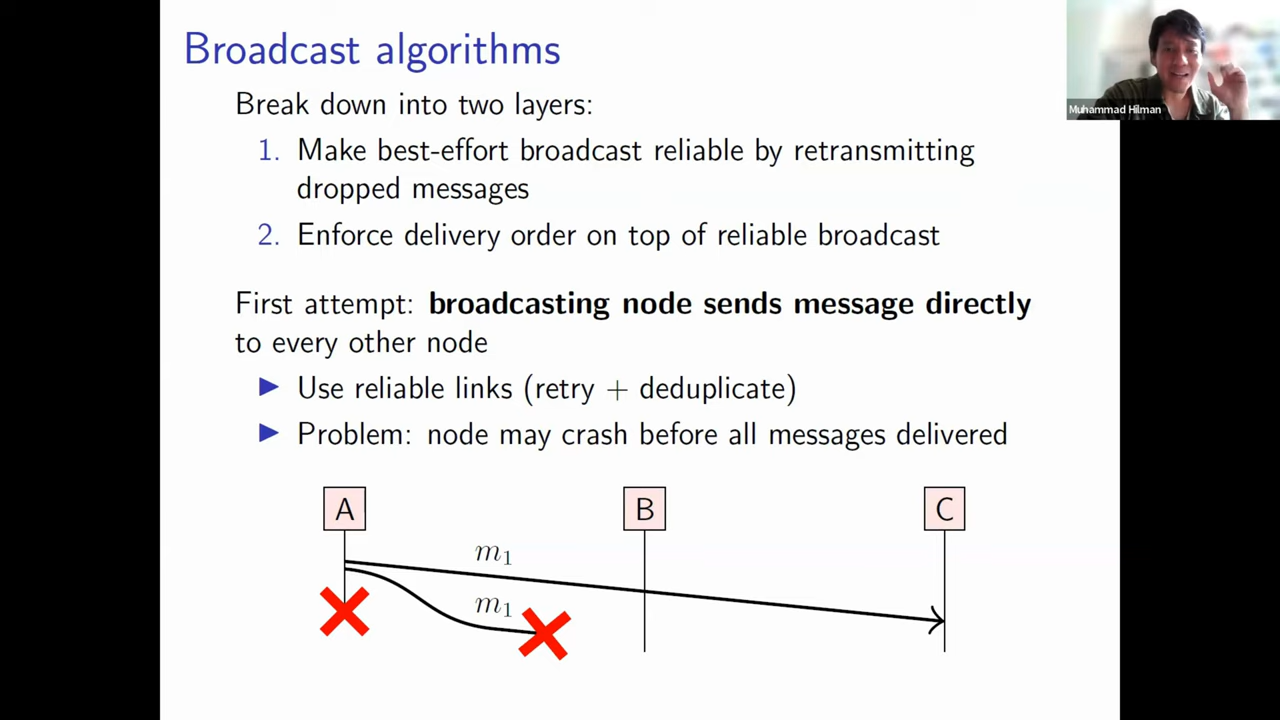 Broadcast algorithms
Muhammad Hilman
Break down into two layers:
1. Make best-effort broadcast reliable by retransmitting
dropped messages
2. Enforce delivery order on top of reliable broadcast
First attempt: broadcasting node sends message directly
to every other node
▶ Use reliable links (retry + deduplicate)
▶ Problem: node may crash before all messages delivered
A B C
m₁
m₁